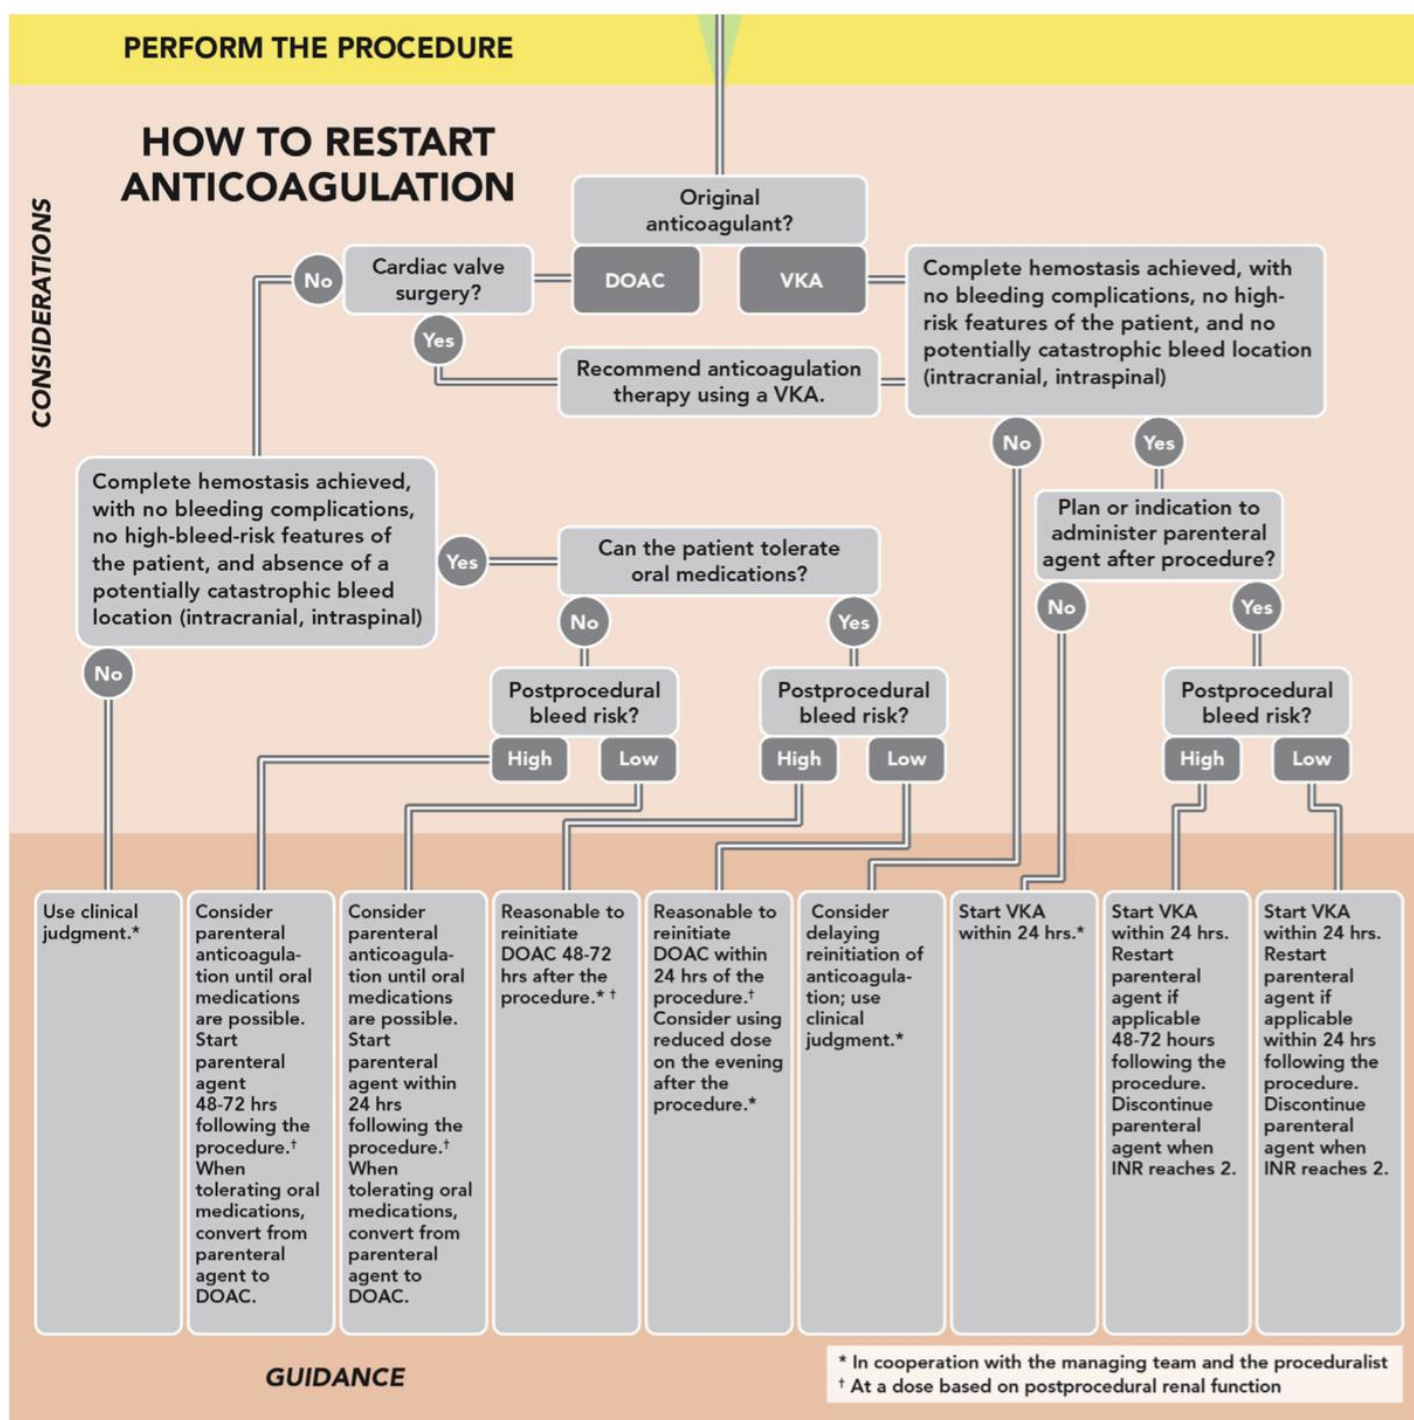 PERFORM THE PROCEDURE
HOW TO RESTART
ANTICOAGULATION
CONSIDERATIONS
Original
anticoagulant?
DOAC
VKA
Cardiac valve
surgery?
No
Yes
Recommend anticoagulation
therapy using a VKA.
Complete hemostasis achieved, with
no bleeding complications, no high-
risk features of the patient, and no
potentially catastrophic bleed location
(intracranial, intraspinal)
No
Yes
Plan or indication to
administer parenteral
agent after procedure?
No
Yes
Complete hemostasis achieved,
with no bleeding complications,
no high-bleed-risk features of
the patient, and absence of a
potentially catastrophic bleed
location (intracranial, intraspinal)
Yes
No
Can the patient tolerate
oral medications?
No
Yes
Postprocedural
bleed risk?
High
Low
Postprocedural
bleed risk?
High
Low
Postprocedural
bleed risk?
High
Low
Use clinical
judgment.*
Consider
parenteral
anticoagula-
tion until oral
medications
are possible.
Start
parenteral
agent
48-72 hrs
following the
procedure.†
When
tolerating oral
medications,
convert from
parenteral
agent to
DOAC.
Consider
parenteral
anticoagula-
tion until oral
medications
are possible.
Start
parenteral
agent within
24 hrs
following the
procedure.†
When
tolerating oral
medications,
convert from
parenteral
agent to
DOAC.
Reasonable to
reinitiate
DOAC 48-72
hrs after the
procedure.* †
Reasonable to
reinitiate
DOAC within
24 hrs of the
procedure.†
Consider using
reduced dose
on the evening
after the
procedure.*
Consider
delaying
reinitiation of
anticoagula-
tion; use
clinical
judgment.*
Start VKA
within 24 hrs.*
Start VKA
within 24 hrs.
Restart
parenteral
agent if
applicable
48-72 hours
following the
procedure.
Discontinue
parenteral
agent when
INR reaches 2.
Start VKA
within 24 hrs.
Restart
parenteral
agent if
applicable
within 24 hrs
following the
procedure.
Discontinue
parenteral
agent when
INR reaches 2.
GUIDANCE
* In cooperation with the managing team and the proceduralist
† At a dose based on postprocedural renal function